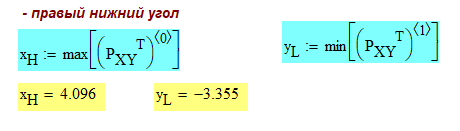 - правый нижний угол
x_H := max[(P_XY^T)^⟨0⟩] y_L := min[(P_XY^T)^⟨1⟩]
x_H = 4.096 y_L = −3.355